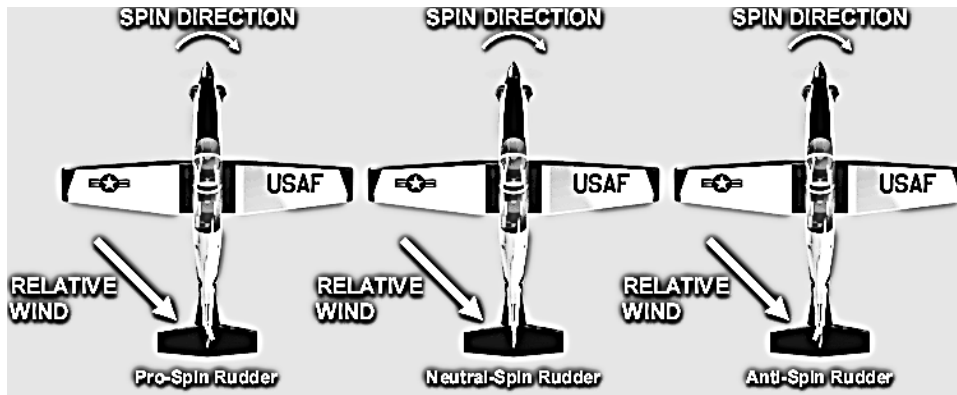 SPIN DIRECTION
SPIN DIRECTION
SPIN DIRECTION
USAF
USAF
USAF
RELATIVE
WIND
RELATIVE
WIND
RELATIVE
WIND
Pro-Spin Rudder
Neutral-Spin Rudder
Anti-Spin Rudder